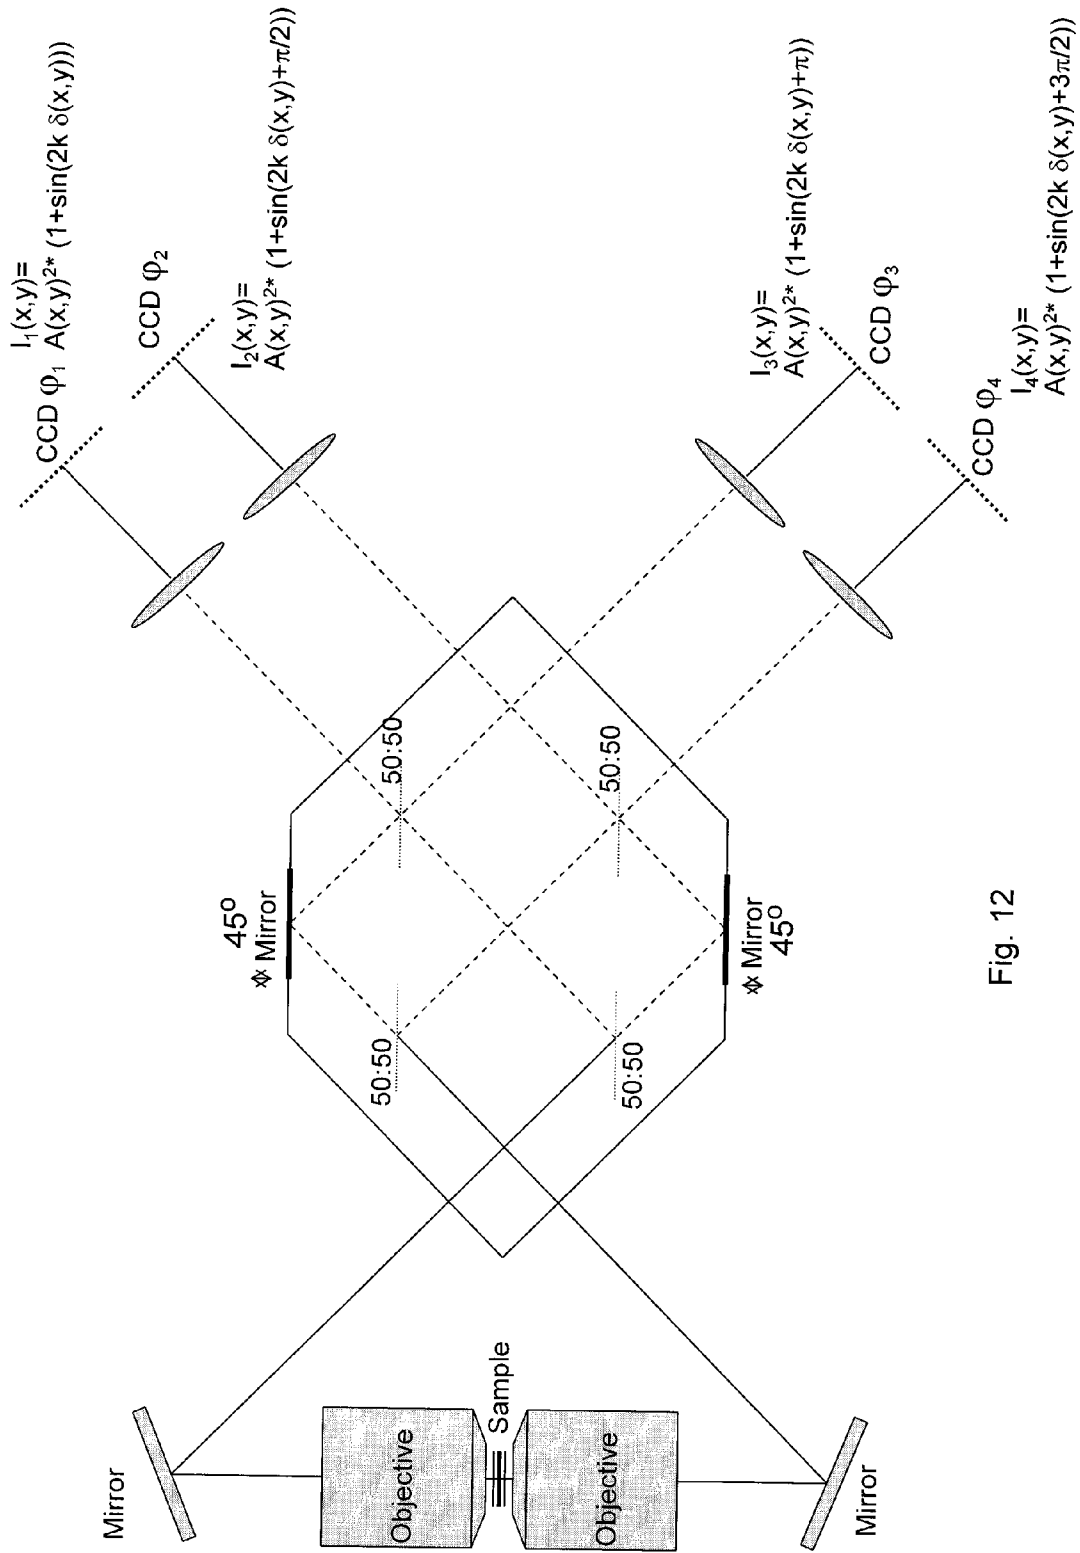 I₁(x,y)=
CCD φ₁ A(x,y)²* (1+sin(2k δ(x,y)))
Mirror
CCD φ₂
45°
Mirror
I₂(x,y)=
A(x,y)²* (1+sin(2k δ(x,y)+π/2))
50:50
50:50
Objective
Sample
Objective
50:50
50:50
Mirror
45°
I₃(x,y)=
A(x,y)²* (1+sin(2k δ(x,y)+π))
Mirror
CCD φ₃
CCD φ₄
I₄(x,y)=
A(x,y)²* (1+sin(2k δ(x,y)+3π/2))
Fig. 12